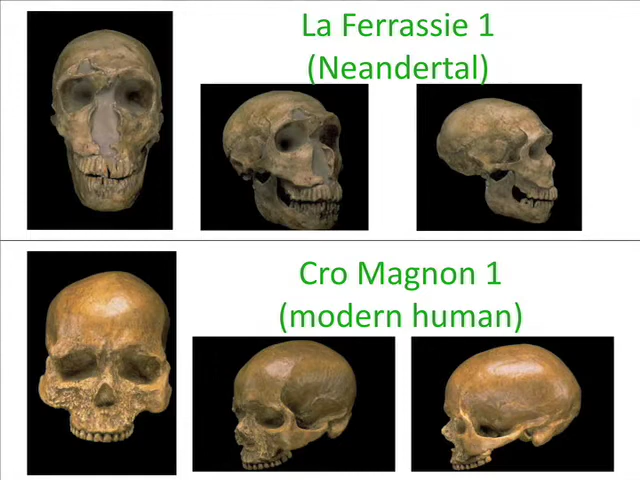 La Ferrassie 1
(Neandertal)
Cro Magnon 1
(modern human)